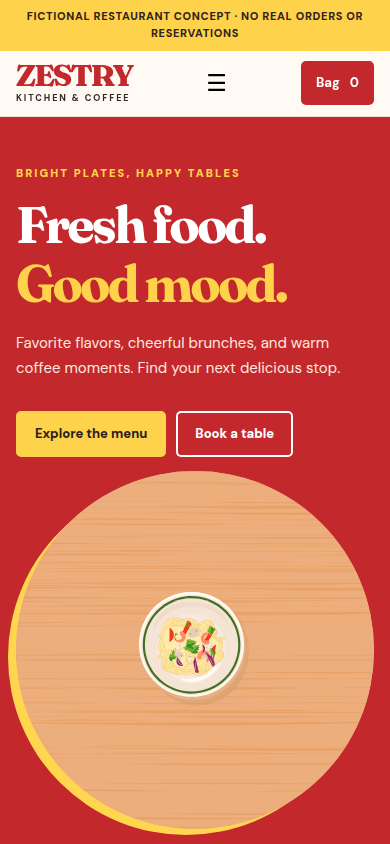 FICTIONAL RESTAURANT CONCEPT · NO REAL ORDERS OR
RESERVATIONS
ZESTRY
KITCHEN & COFFEE
Bag 0
BRIGHT PLATES, HAPPY TABLES
Fresh food.
Good mood.
Favorite flavors, cheerful brunches, and warm
coffee moments. Find your next delicious stop.
Explore the menu
Book a table